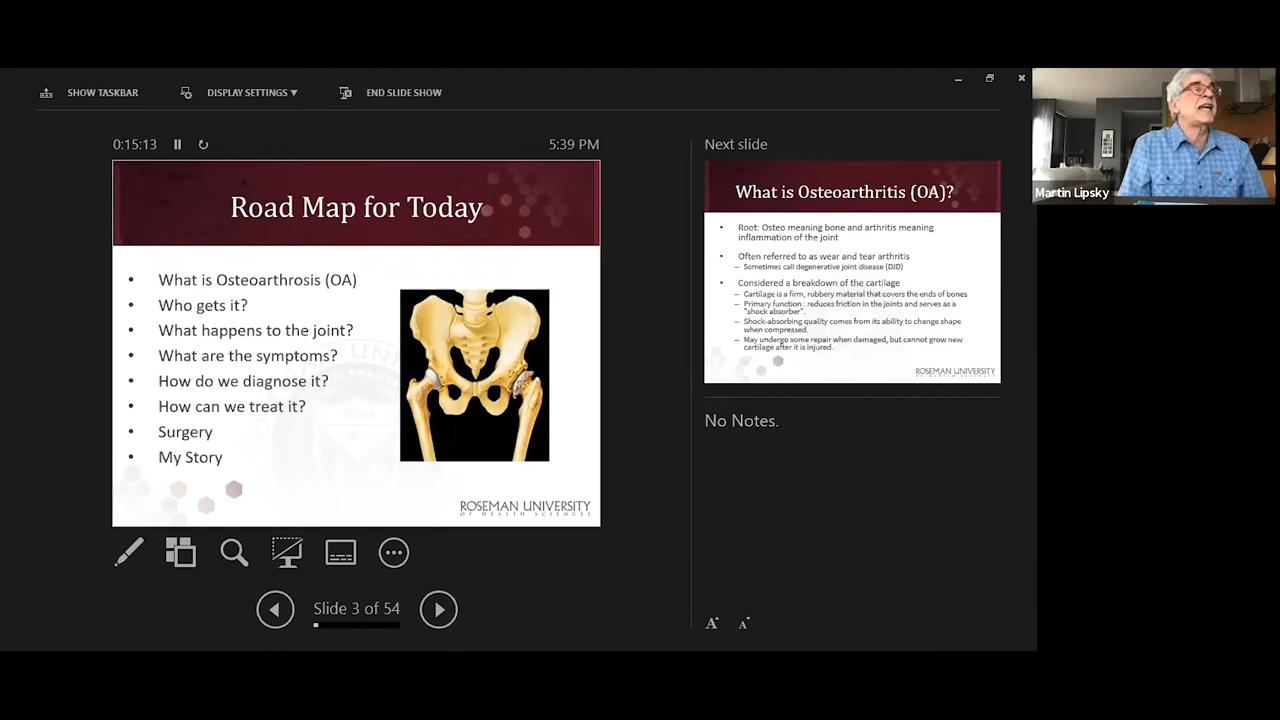 SHOW TASKBAR
DISPLAY SETTINGS ▼
END SLIDE SHOW
0:15:13
5:39 PM
Road Map for Today
• What is Osteoarthrosis (OA)
• Who gets it?
• What happens to the joint?
• What are the symptoms?
• How do we diagnose it?
• How can we treat it?
• Surgery
• My Story
ROSEMAN UNIVERSITY
OF HEALTH SCIENCES
Slide 3 of 54
Next slide
What is Osteoarthritis (OA)?
• Root: Osteo meaning bone and arthritis meaning
inflammation of the joint
• Often referred to as wear and tear arthritis
– Sometimes call degenerative joint disease (DJD)
• Considered a breakdown of the cartilage
– Cartilage is a firm, rubbery material that covers the ends of bones
– Primary function : reduces friction in the joints and serves as a
"shock absorber".
– Shock-absorbing quality comes from its ability to change shape
when compressed.
– May undergo some repair when damaged, but cannot grow new
cartilage after it is injured.
ROSEMAN UNIVERSITY
OF HEALTH SCIENCES
No Notes.
A A
Martin Lipsky